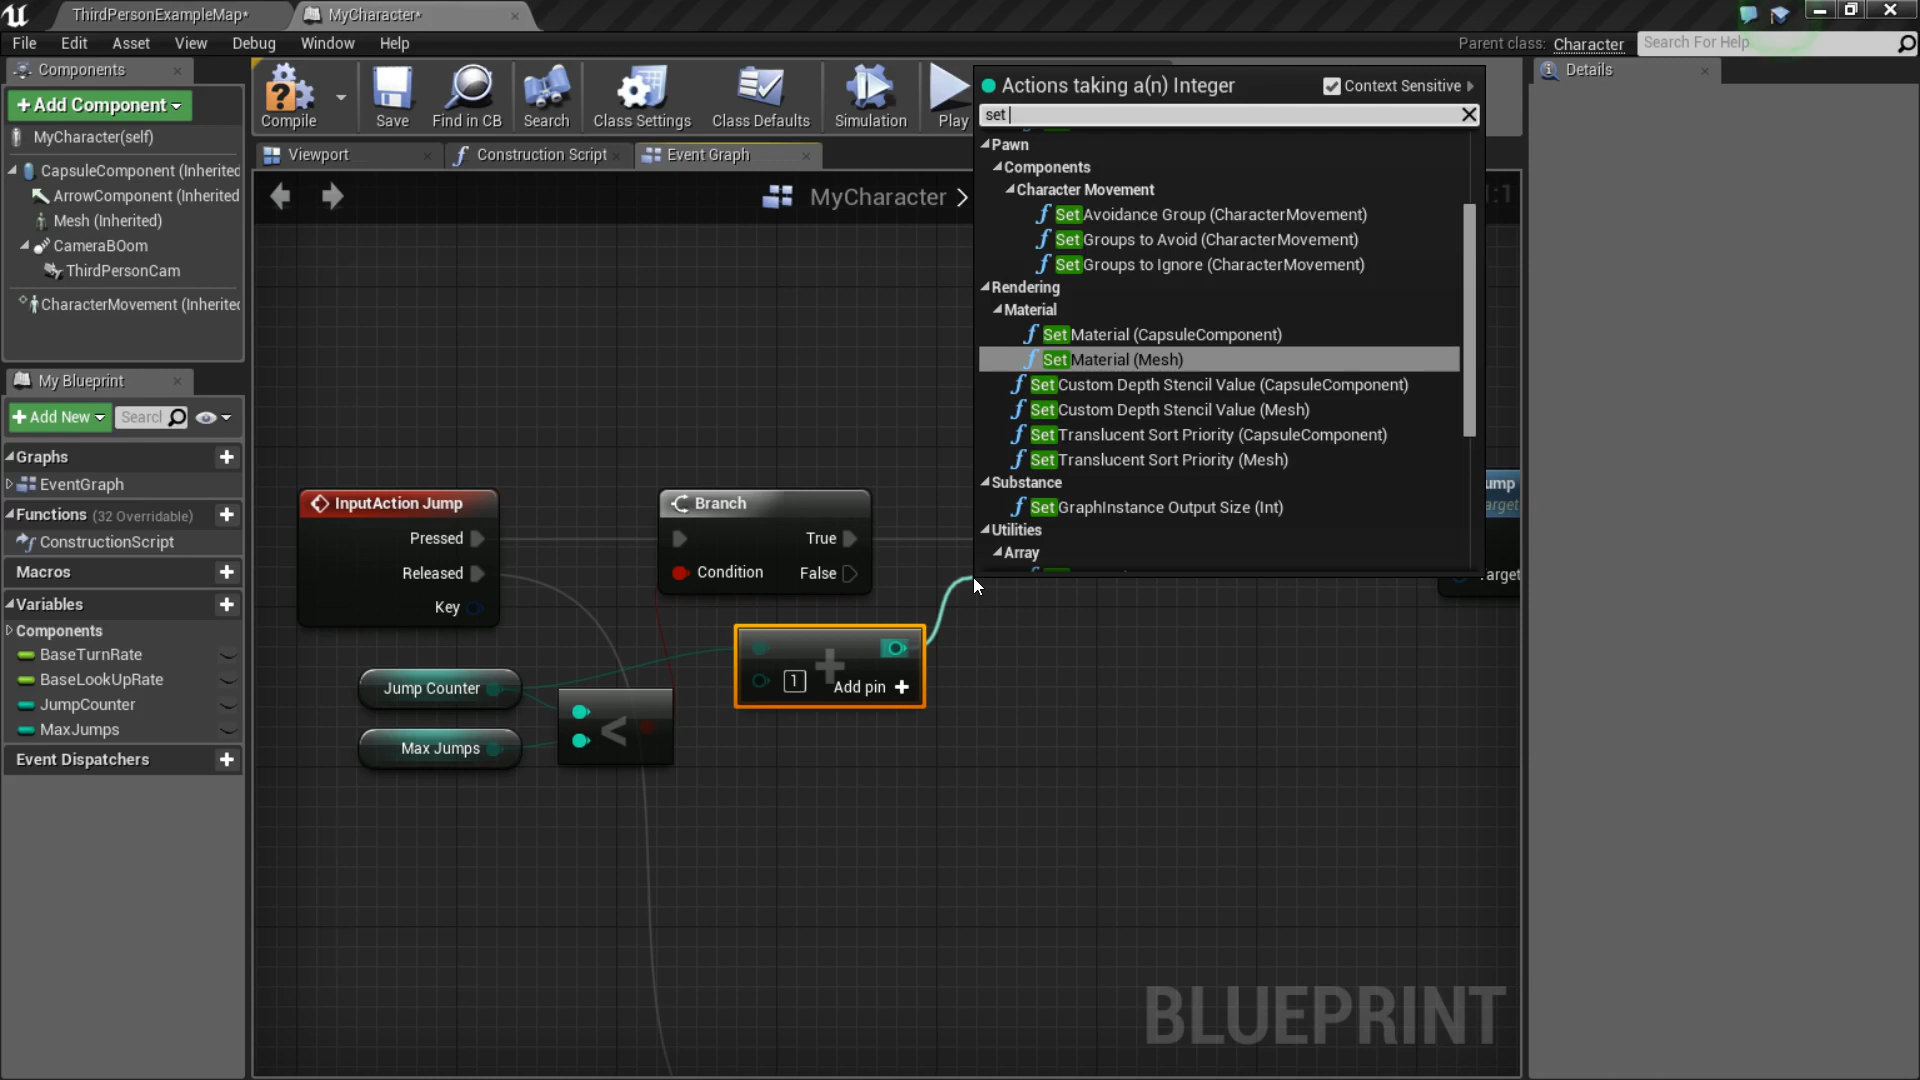 ThirdPersonExampleMap*
MyCharacter*
File Edit Asset View Debug Window Help
Parent class: Character
Search For Help
Components
+Add Component
MyCharacter(self)
CapsuleComponent (Inherited
ArrowComponent (Inherited
Mesh (Inherited)
CameraBOom
ThirdPersonCam
CharacterMovement (Inherited
My Blueprint
+Add New
Search
Graphs
EventGraph
Functions (32 Overridable)
ConstructionScript
Macros
Variables
Components
BaseTurnRate
BaseLookUpRate
JumpCounter
MaxJumps
Event Dispatchers
Compile
Save
Find in CB
Search
Class Settings
Class Defaults
Simulation
Play
Viewport
Construction Script
Event Graph
MyCharacter >
Actions taking a(n) Integer
Context Sensitive
set
Pawn
Components
Character Movement
Set Avoidance Group (CharacterMovement)
Set Groups to Avoid (CharacterMovement)
Set Groups to Ignore (CharacterMovement)
Rendering
Material
Set Material (CapsuleComponent)
Set Material (Mesh)
Set Custom Depth Stencil Value (CapsuleComponent)
Set Custom Depth Stencil Value (Mesh)
Set Translucent Sort Priority (CapsuleComponent)
Set Translucent Sort Priority (Mesh)
Substance
Set GraphInstance Output Size (Int)
Utilities
Array
InputAction Jump
Pressed
Released
Key
Branch
True
Condition
False
Jump Counter
Max Jumps
<
+
1
Add pin +
ump
arget
Target
BLUEPRINT
Details